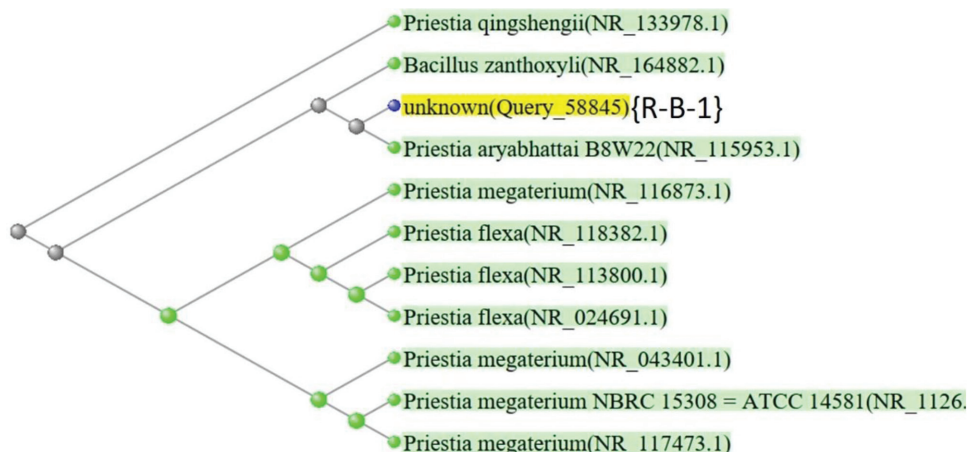 Priestia qingshengii(NR_133978.1)
Bacillus zanthoxyli(NR_164882.1)
unknown(Query_58845){R-B-1}
Priestia aryabhattai B8W22(NR_115953.1)
Priestia megaterium(NR_116873.1)
Priestia flexa(NR_118382.1)
Priestia flexa(NR_113800.1)
Priestia flexa(NR_024691.1)
Priestia megaterium(NR_043401.1)
Priestia megaterium NBRC 15308 = ATCC 14581(NR_1126.
Priestia megaterium(NR_117473.1)